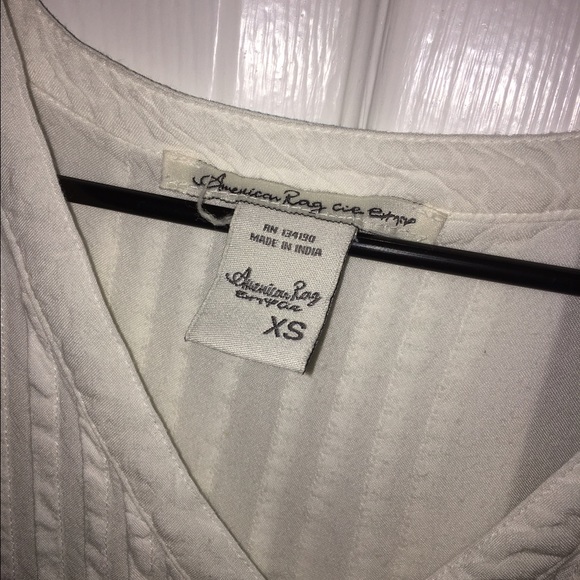 American Rag cie
RN 134190
MADE IN INDIA
American Rag
Cie
XS